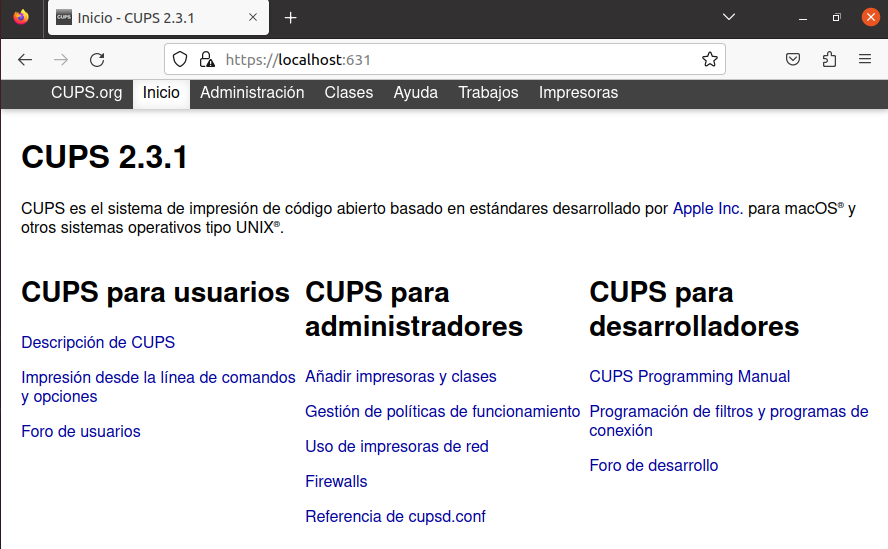 CUPS Inicio - CUPS 2.3.1
https://localhost:631
CUPS.org Inicio Administración Clases Ayuda Trabajos Impresoras
CUPS 2.3.1
CUPS es el sistema de impresión de código abierto basado en estándares desarrollado por Apple Inc. para macOS® y
otros sistemas operativos tipo UNIX®.
CUPS para usuarios
Descripción de CUPS
Impresión desde la línea de comandos
y opciones
Foro de usuarios
CUPS para
administradores
Añadir impresoras y clases
Gestión de políticas de funcionamiento
Uso de impresoras de red
Firewalls
Referencia de cupsd.conf
CUPS para
desarrolladores
CUPS Programming Manual
Programación de filtros y programas de
conexión
Foro de desarrollo